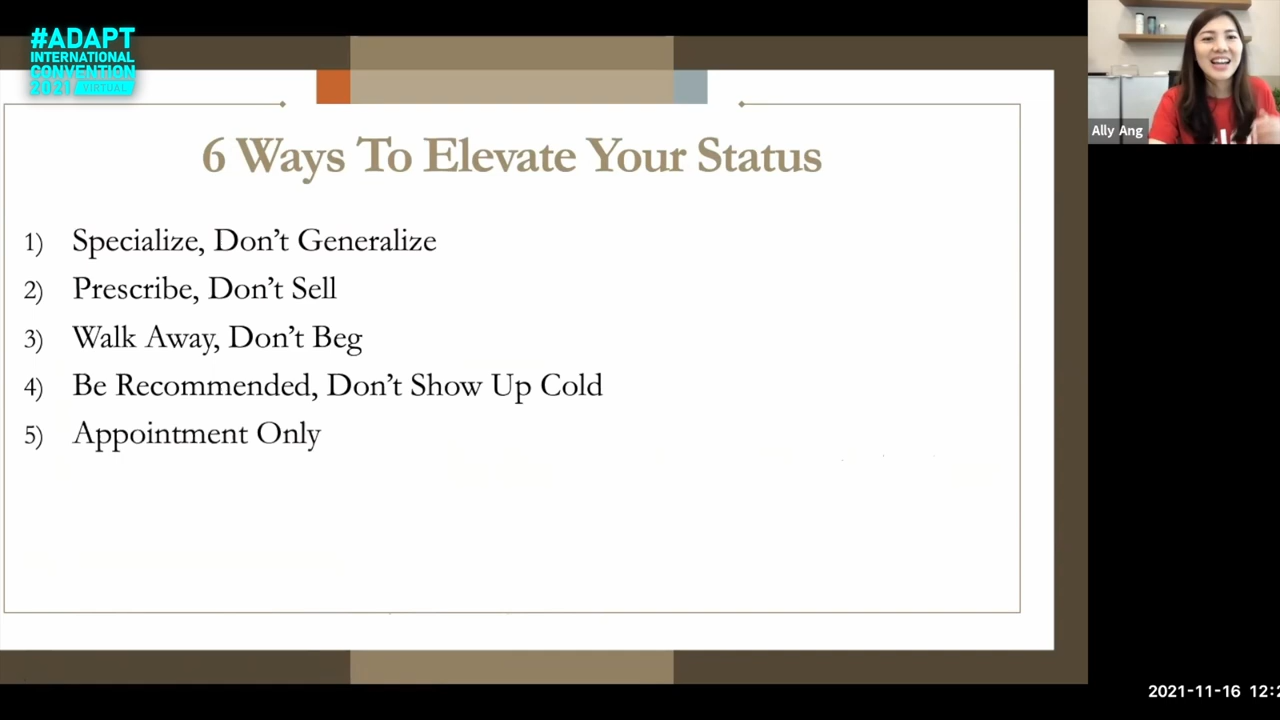 #ADAPT
INTERNATIONAL
CONVENTION
2021 VIRTUAL
Ally Ang
6 Ways To Elevate Your Status
1) Specialize, Don’t Generalize
2) Prescribe, Don’t Sell
3) Walk Away, Don’t Beg
4) Be Recommended, Don’t Show Up Cold
5) Appointment Only
2021-11-16 12:2